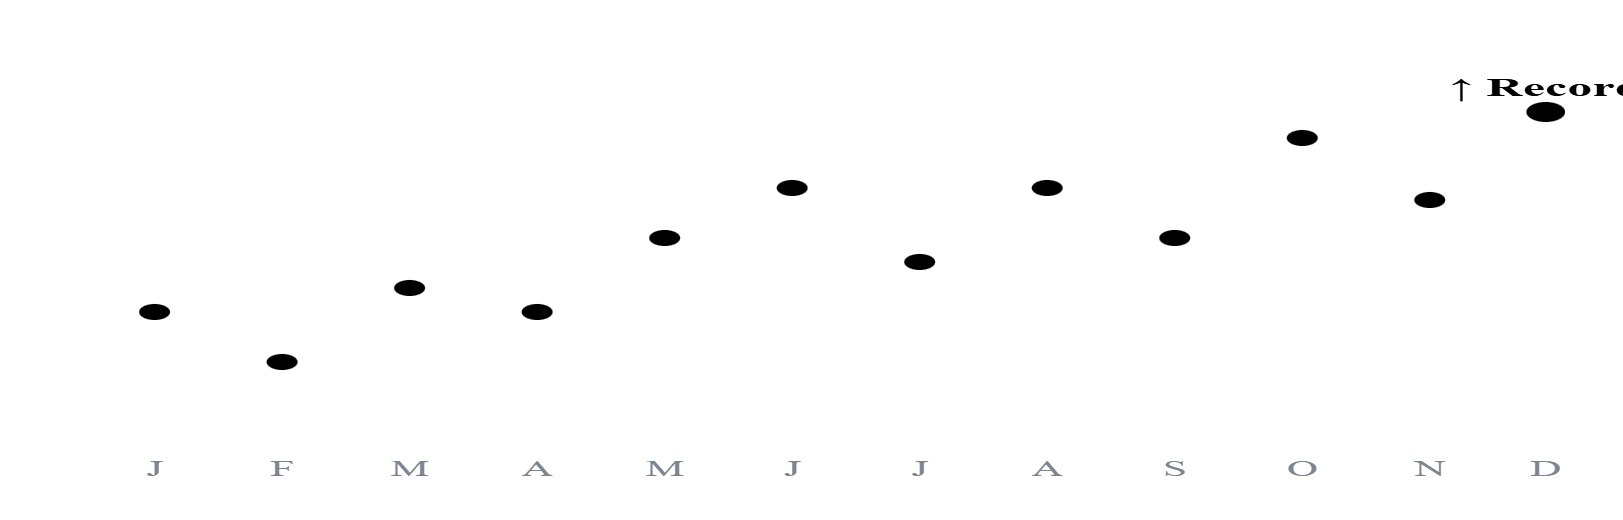 ↑ Recor
J F M A M J J A S O N D